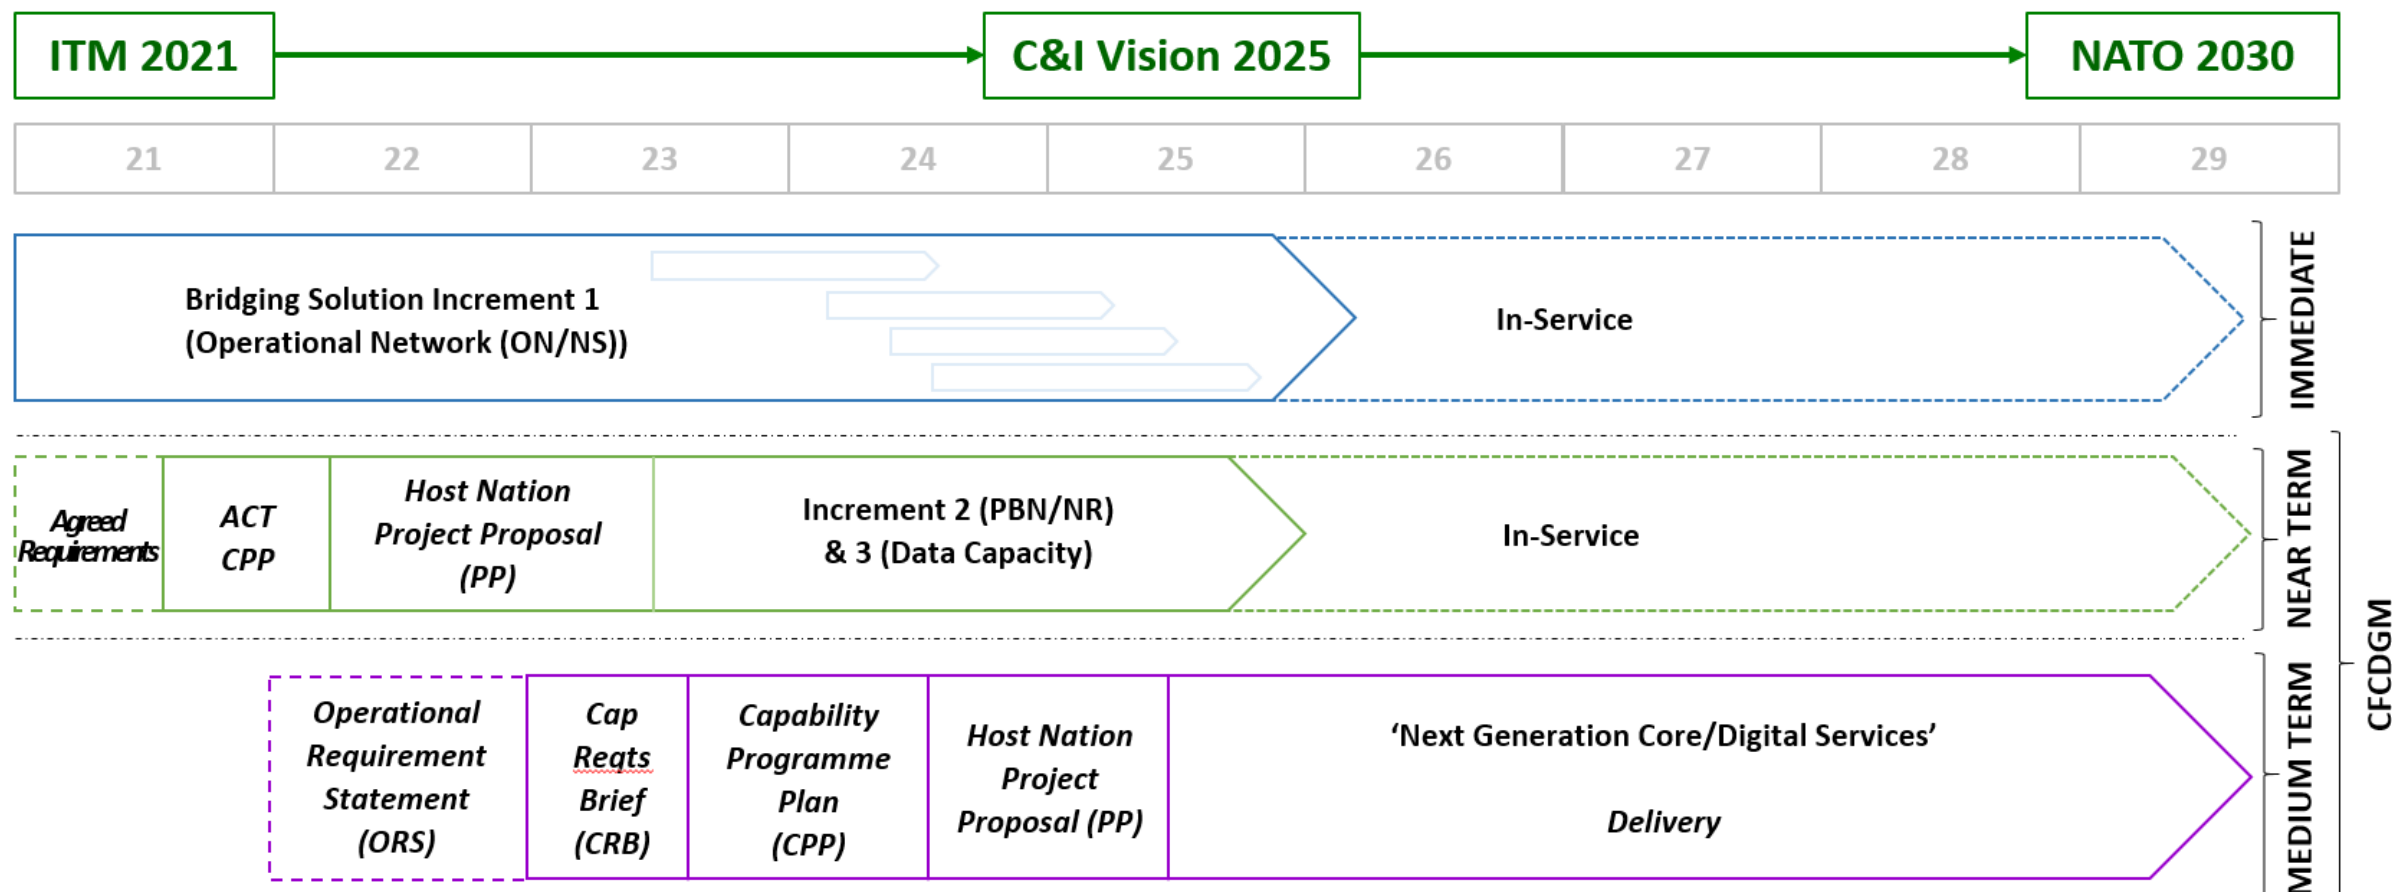 ITM 2021
C&I Vision 2025
NATO 2030
21 22 23 24 25 26 27 28 29
Bridging Solution Increment 1
(Operational Network (ON/NS))
In-Service
IMMEDIATE
Agreed
Requirements
ACT
CPP
Host Nation
Project Proposal
(PP)
Increment 2 (PBN/NR)
& 3 (Data Capacity)
In-Service
NEAR TERM
Operational
Requirement
Statement
(ORS)
Cap
Reqts
Brief
(CRB)
Capability
Programme
Plan
(CPP)
Host Nation
Project
Proposal (PP)
‘Next Generation Core/Digital Services’
Delivery
MEDIUM TERM
CFCDGM